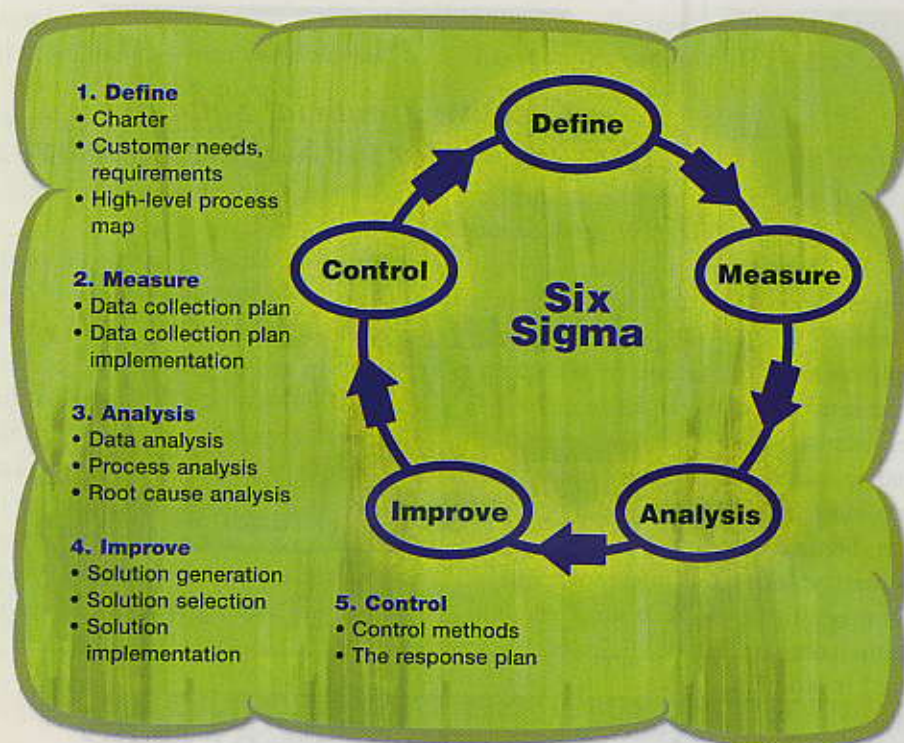 1. Define
• Charter
• Customer needs,
requirements
• High-level process
map
2. Measure
• Data collection plan
• Data collection plan
implementation
3. Analysis
• Data analysis
• Process analysis
• Root cause analysis
4. Improve
• Solution generation
• Solution selection
• Solution
implementation
5. Control
• Control methods
• The response plan
Define
Measure
Analysis
Improve
Control
Six
Sigma